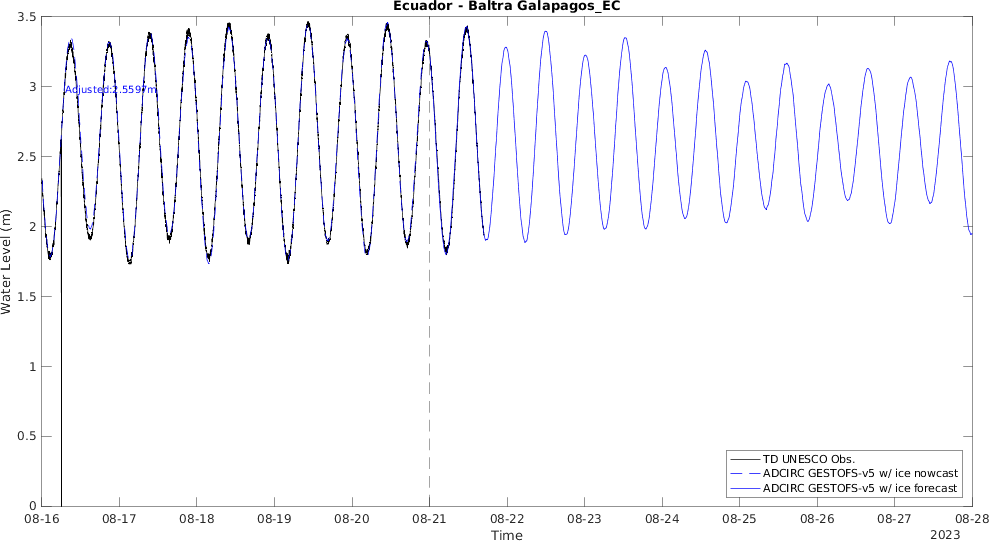 Ecuador - Baltra Galapagos_EC
3.5
3
2.5
2
1.5
1
0.5
0
Water Level (m)
Adjusted:2.5597m
TD UNESCO Obs.
ADCIRC GESTOFS-v5 w/ ice nowcast
ADCIRC GESTOFS-v5 w/ ice forecast
08-16 08-17 08-18 08-19 08-20 08-21 08-22 08-23 08-24 08-25 08-26 08-27 08-28
Time
2023